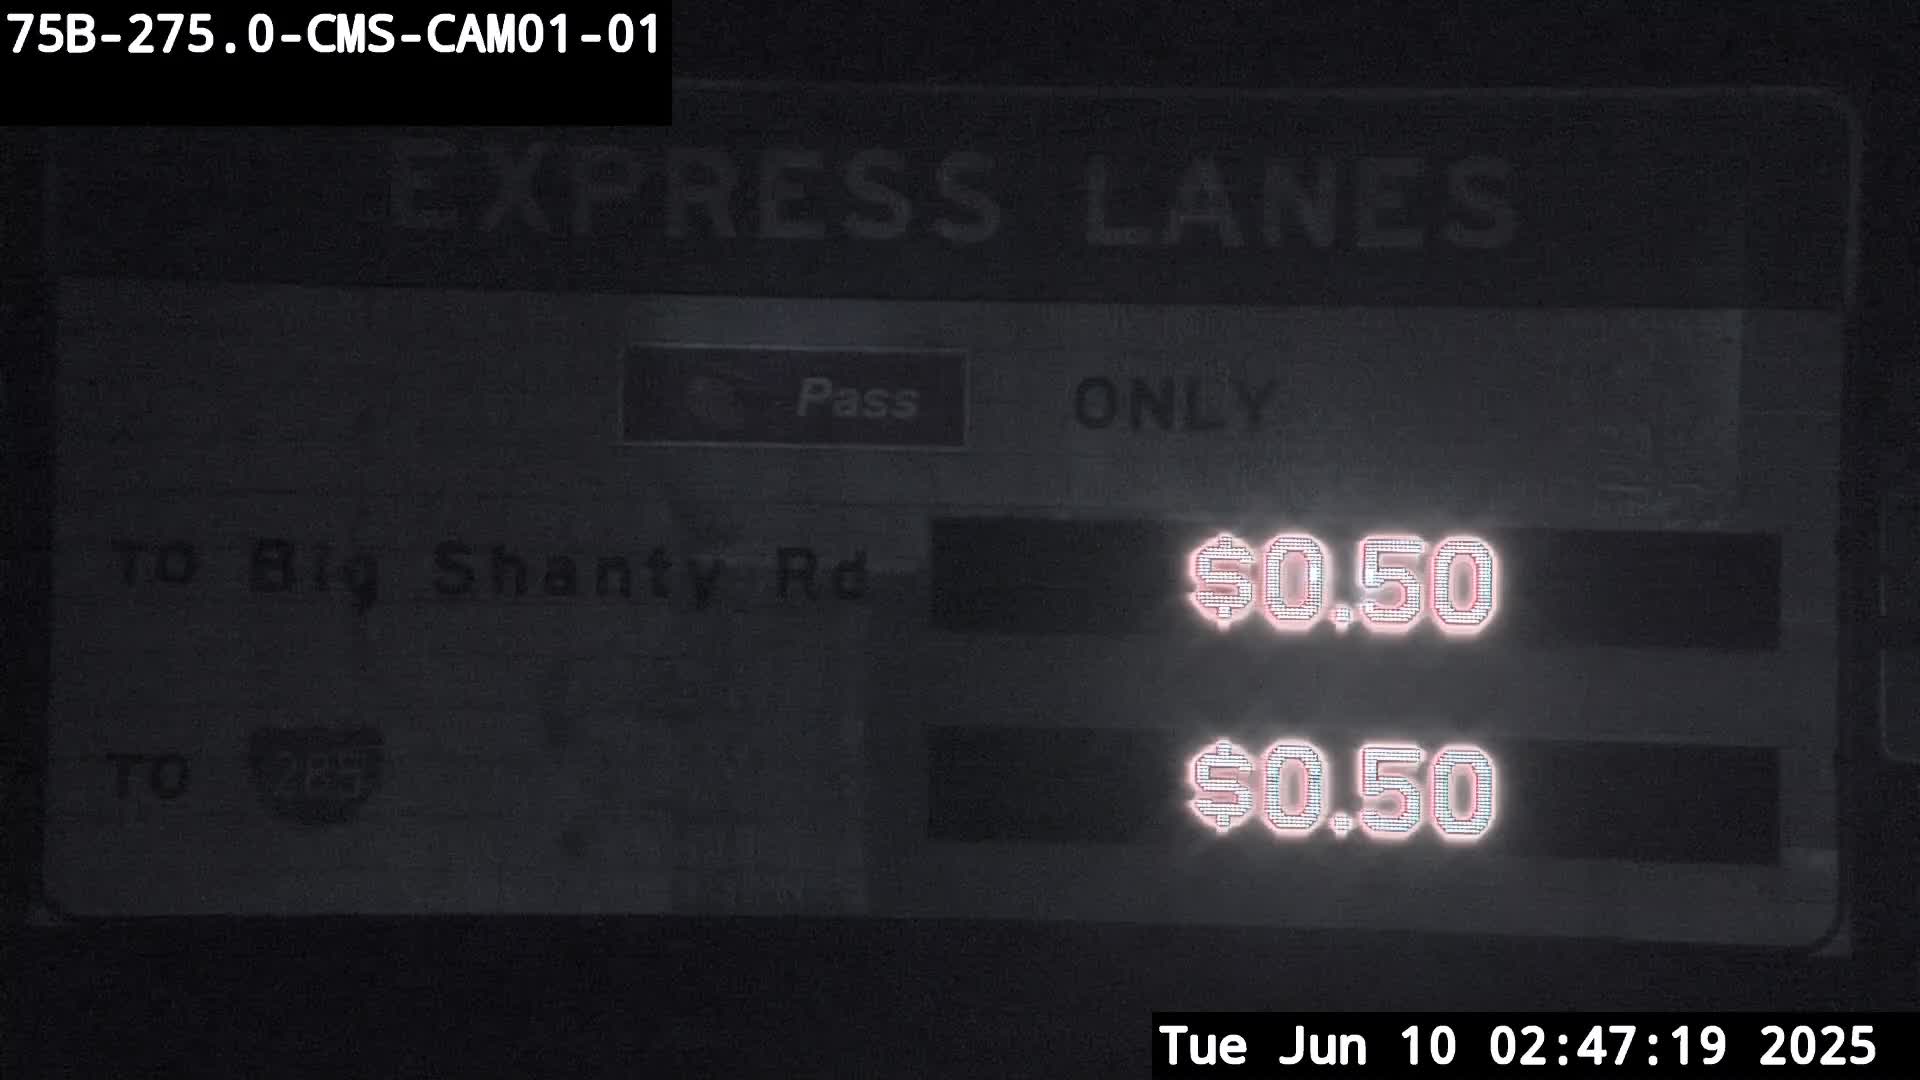 75B-275.0-CMS-CAM01-01
EXPRESS LANES
Pass ONLY
TO Big Shanty Rd $0.50
TO 285 $0.50
Tue Jun 10 02:47:19 2025